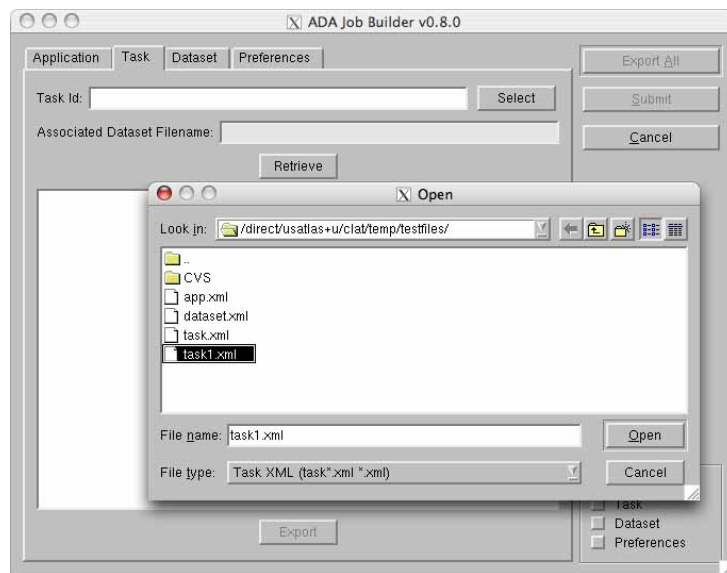 ADA Job Builder v0.8.0
Application Task Dataset Preferences
Export All
Task Id: Select
Submit
Associated Dataset Filename:
Cancel
Retrieve
Open
Look in: /direct/usatlas+u/clat/temp/testfiles/
..
CVS
app.xml
dataset.xml
task.xml
task1.xml
File name: task1.xml Open
File type: Task XML (task*.xml *.xml) Cancel
Task
Export
Dataset
Preferences